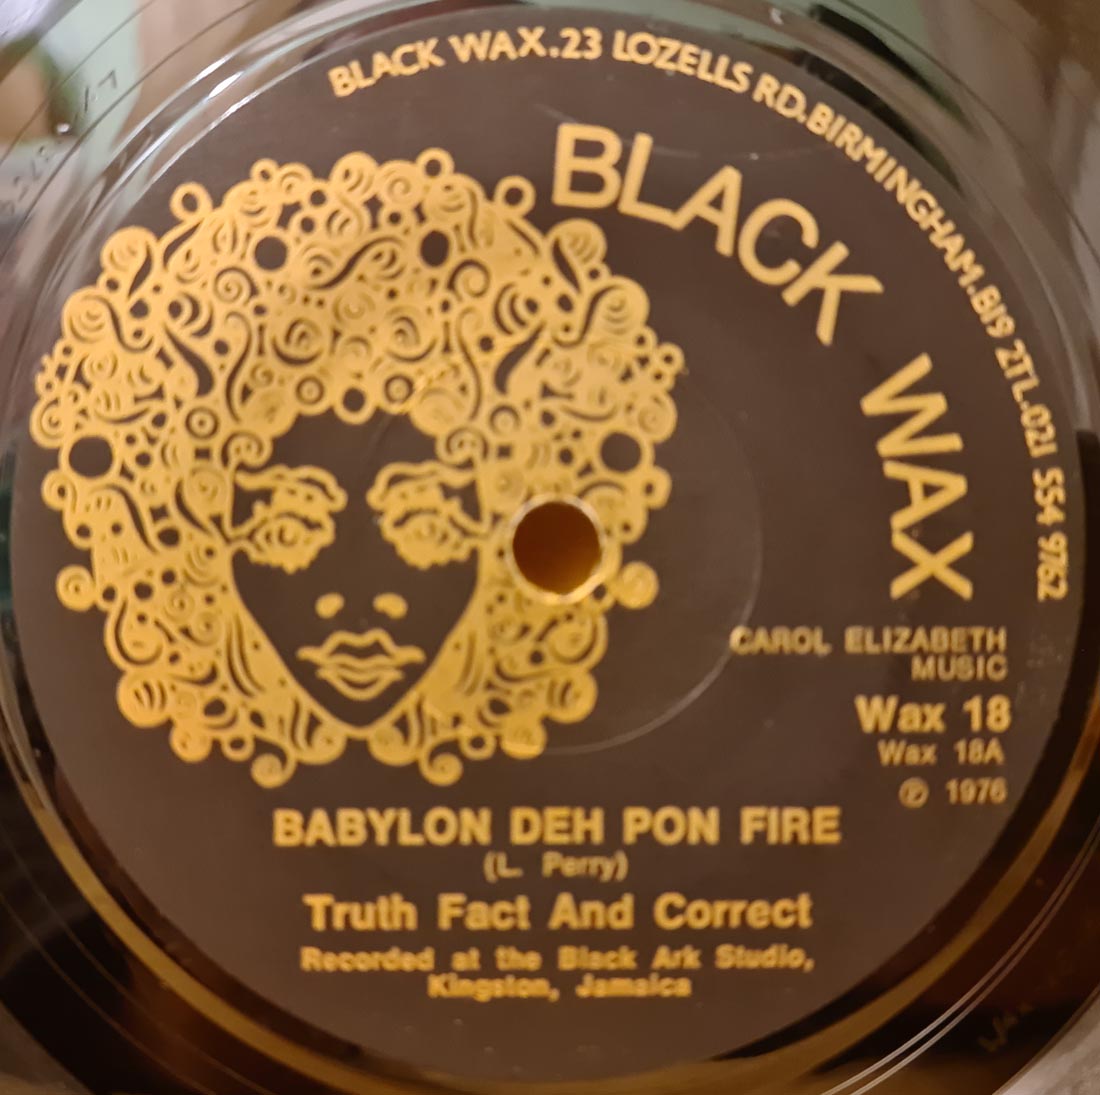 BLACK WAX.23 LOZELLS RD.BIRMINGHAM.B19 2TL.021 554 9762
BLACK WAX
CAROL ELIZABETH
MUSIC
Wax 18
Wax 18A
℗ 1976
BABYLON DEH PON FIRE
(L. Perry)
Truth Fact And Correct
Recorded at the Black Ark Studio,
Kingston, Jamaica